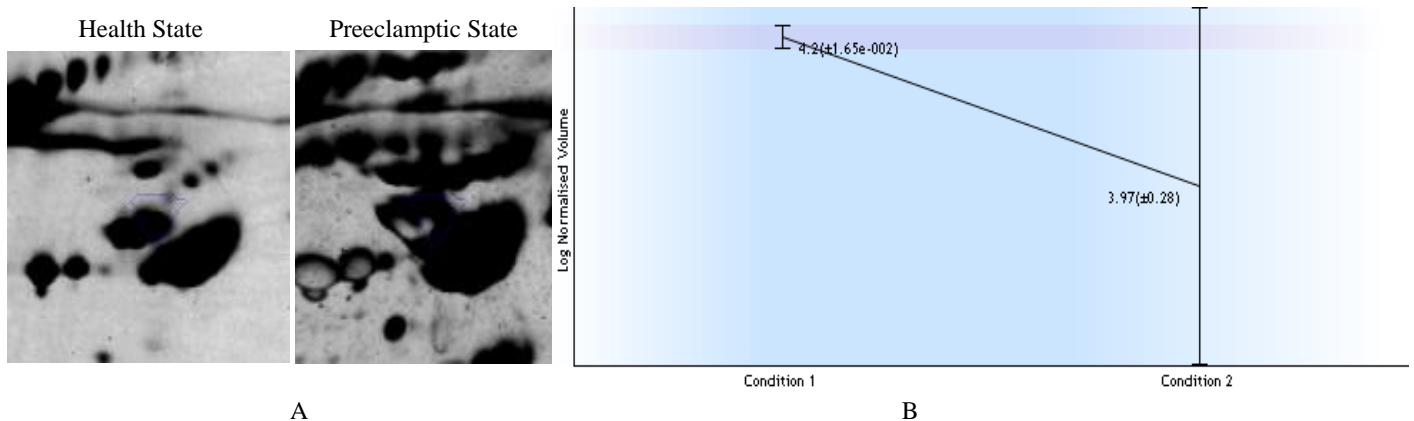 Health State
Preeclamptic State
4.2(±1.65e-002)
3.97(±0.28)
Log Normalised Volume
Condition 1
Condition 2
A
B